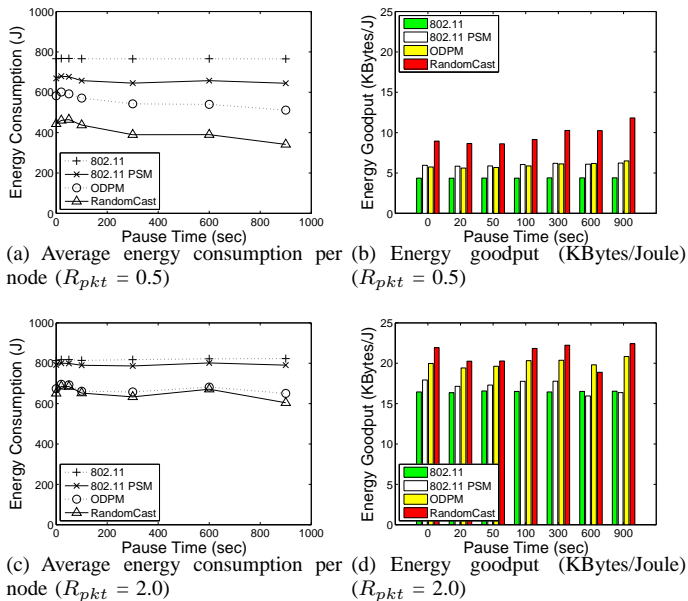 1000
800
600
400
200
0
0 200 400 600 800 1000
Energy Consumption (J)
Pause Time (sec)
802.11
802.11 PSM
ODPM
RandomCast
(a) Average energy consumption per
node (R_pkt = 0.5)
25
20
15
10
5
0
0 20 50 100 300 600 900
Energy Goodput (KBytes/J)
Pause Time (sec)
802.11
802.11 PSM
ODPM
RandomCast
(b) Energy goodput (KBytes/Joule)
(R_pkt = 0.5)
1000
800
600
400
200
0
0 200 400 600 800 1000
Energy Consumption (J)
Pause Time (sec)
802.11
802.11 PSM
ODPM
RandomCast
(c) Average energy consumption per
node (R_pkt = 2.0)
25
20
15
10
5
0
0 20 50 100 300 600 900
Energy Goodput (KBytes/J)
Pause Time (sec)
802.11
802.11 PSM
ODPM
RandomCast
(d) Energy goodput (KBytes/Joule)
(R_pkt = 2.0)